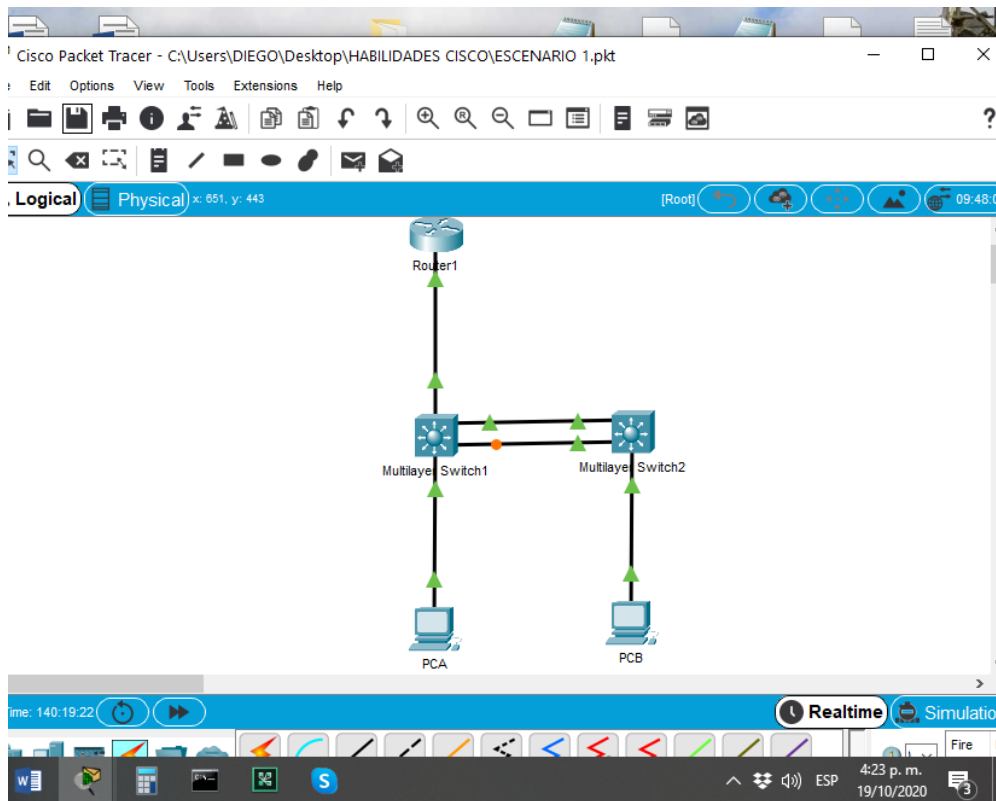 Cisco Packet Tracer - C:\Users\DIEGO\Desktop\HABILIDADES CISCO\ESCENARIO 1.pkt
Edit Options View Tools Extensions Help
Logical Physical x: 651, y: 443 [Root] 09:48:0
Router1
Multilayer Switch1
Multilayer Switch2
PCA
PCB
ime: 140:19:22 Realtime Simulatio
Fire
ESP
4:23 p. m.
19/10/2020
3